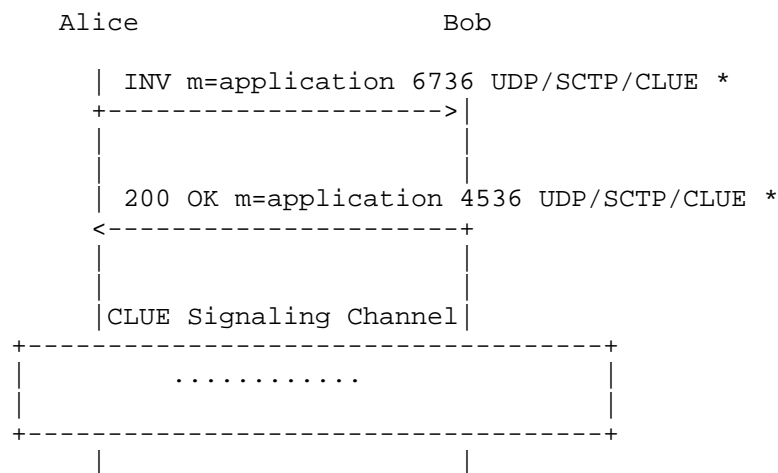 Alice Bob
INV m=application 6736 UDP/SCTP/CLUE *
200 OK m=application 4536 UDP/SCTP/CLUE *
CLUE Signaling Channel
............